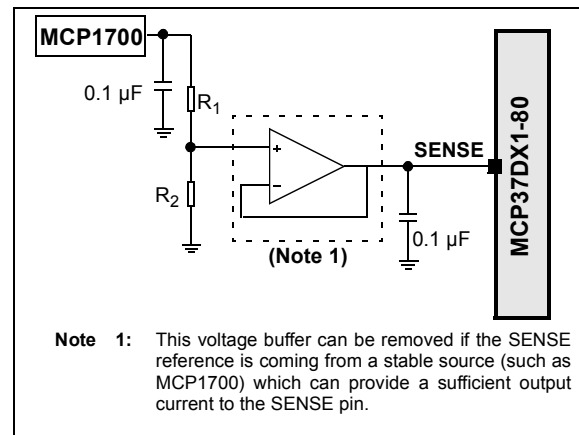 MCP1700
0.1 µF
R1
+
SENSE
−
R2
0.1 µF
(Note 1)
MCP37DX1-80
Note 1: This voltage buffer can be removed if the SENSE
reference is coming from a stable source (such as
MCP1700) which can provide a sufficient output
current to the SENSE pin.